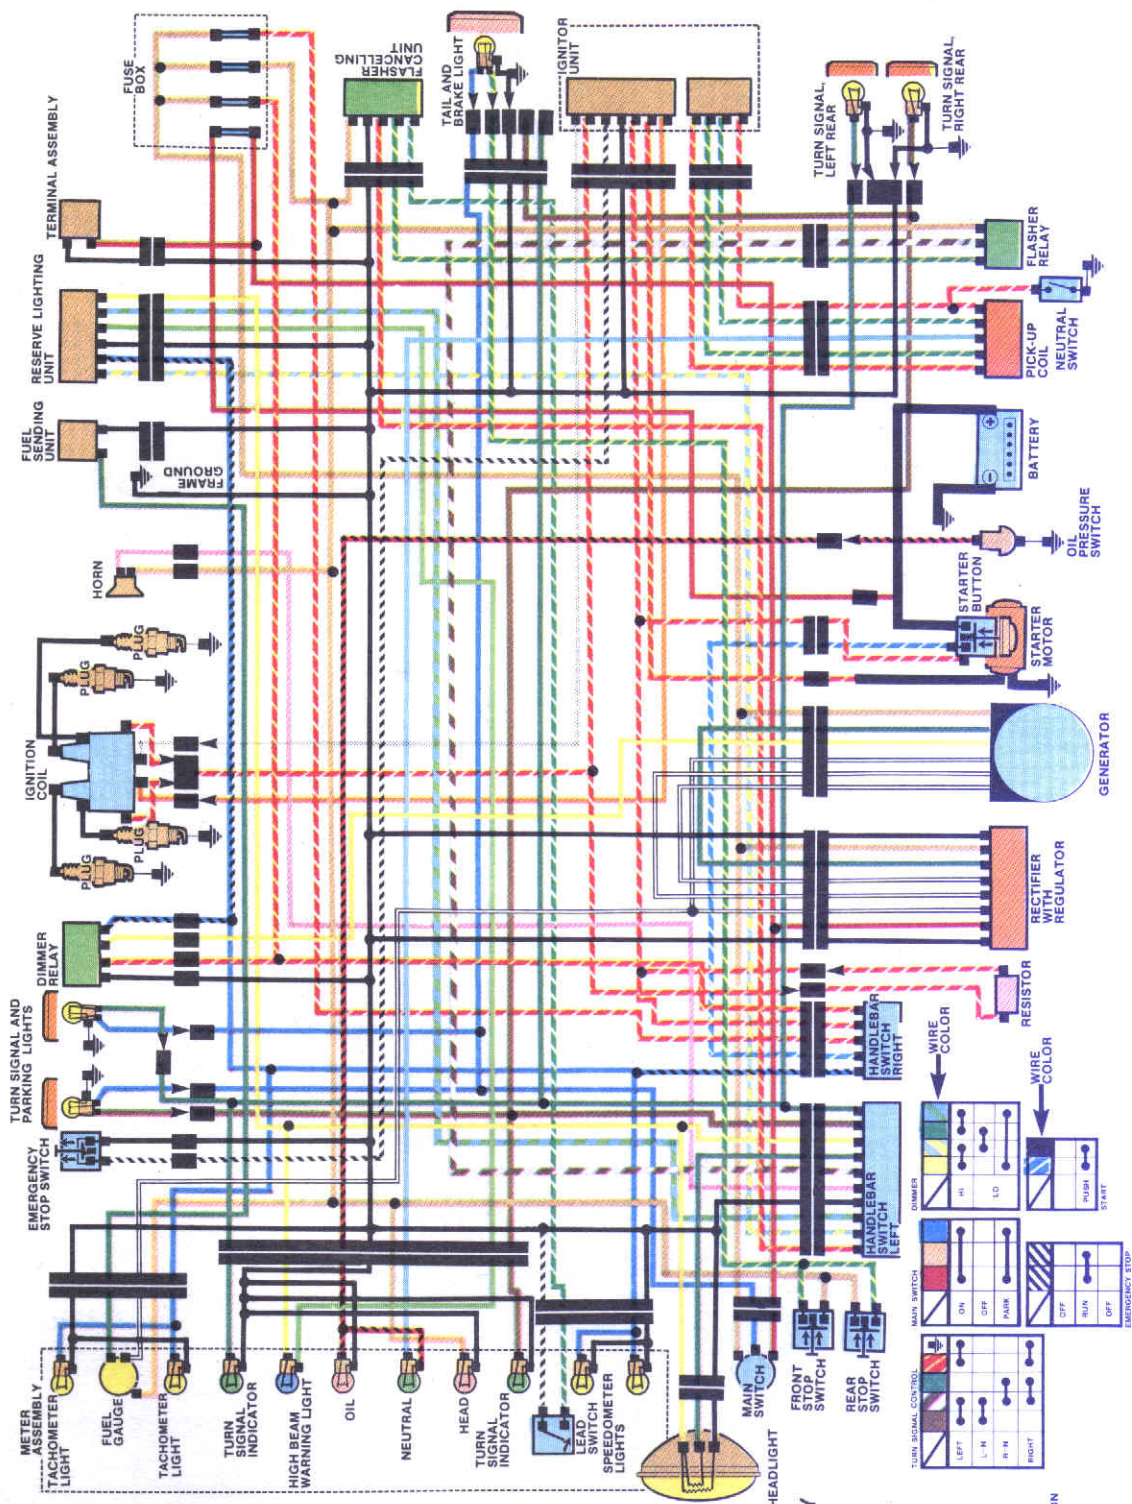 FUSE
BOX
FLASHER
CANCELLING
UNIT
TAIL AND
BRAKE LIGHT
IGNITOR
UNIT
TURN SIGNAL,
LEFT REAR
TURN SIGNAL,
RIGHT REAR
TERMINAL ASSEMBLY
RESERVE LIGHTING
UNIT
FUEL
SENDING
UNIT
FRAME
GROUND
HORN
PLUG
PLUG
IGNITION
COIL
PLUG
PLUG
DIMMER
RELAY
TURN SIGNAL AND
PARKING LIGHTS
EMERGENCY
STOP SWITCH
FLASHER
RELAY
PICK-UP
COIL
NEUTRAL
SWITCH
BATTERY
OIL
PRESSURE
SWITCH
STARTER
BUTTON
STARTER
MOTOR
GENERATOR
RECTIFIER
WITH
REGULATOR
RESISTOR
HANDLEBAR
SWITCH
RIGHT
HANDLEBAR
SWITCH
LEFT
METER
ASSEMBLY
TACHOMETER
LIGHT
FUEL
GAUGE
TACHOMETER
LIGHT
TURN
SIGNAL
INDICATOR
HIGH BEAM
WARNING LIGHT
OIL
NEUTRAL
HEAD
TURN
SIGNAL
INDICATOR
LEAD
SWITCH
SPEEDOMETER
LIGHTS
HEADLIGHT
MAIN
SWITCH
FRONT
STOP
SWITCH
REAR
STOP
SWITCH
WIRE
COLOR
DIMMER
HI
LO
WIRE
COLOR
PUSH
START
MAIN SWITCH
ON
OFF
PARK
OFF
RUN
OFF
EMERGENCY STOP
TURN SIGNAL CONTROL
LEFT
L-N
R-N
RIGHT
ON